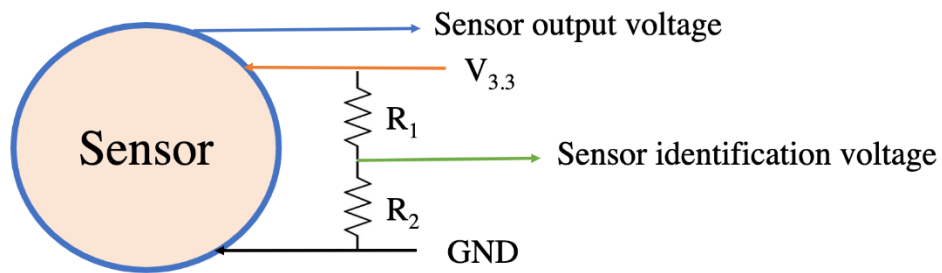 Sensor output voltage
V3.3
R1
Sensor
Sensor identification voltage
R2
GND